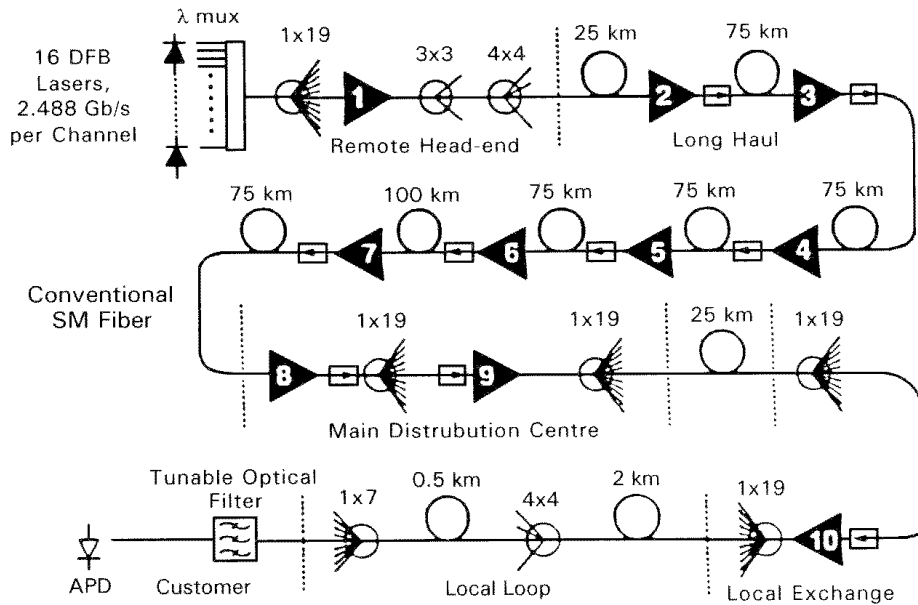 λ mux
16 DFB
Lasers,
2.488 Gb/s
per Channel
1x19
1
3x3
4x4
Remote Head-end
25 km
2
75 km
3
Long Haul
75 km
7
100 km
6
75 km
5
75 km
4
75 km
Conventional
SM Fiber
8
1x19
9
1x19
Main Distrubution Centre
25 km
1x19
Tunable Optical
Filter
APD
Customer
1x7
0.5 km
4x4
2 km
Local Loop
1x19
10
Local Exchange